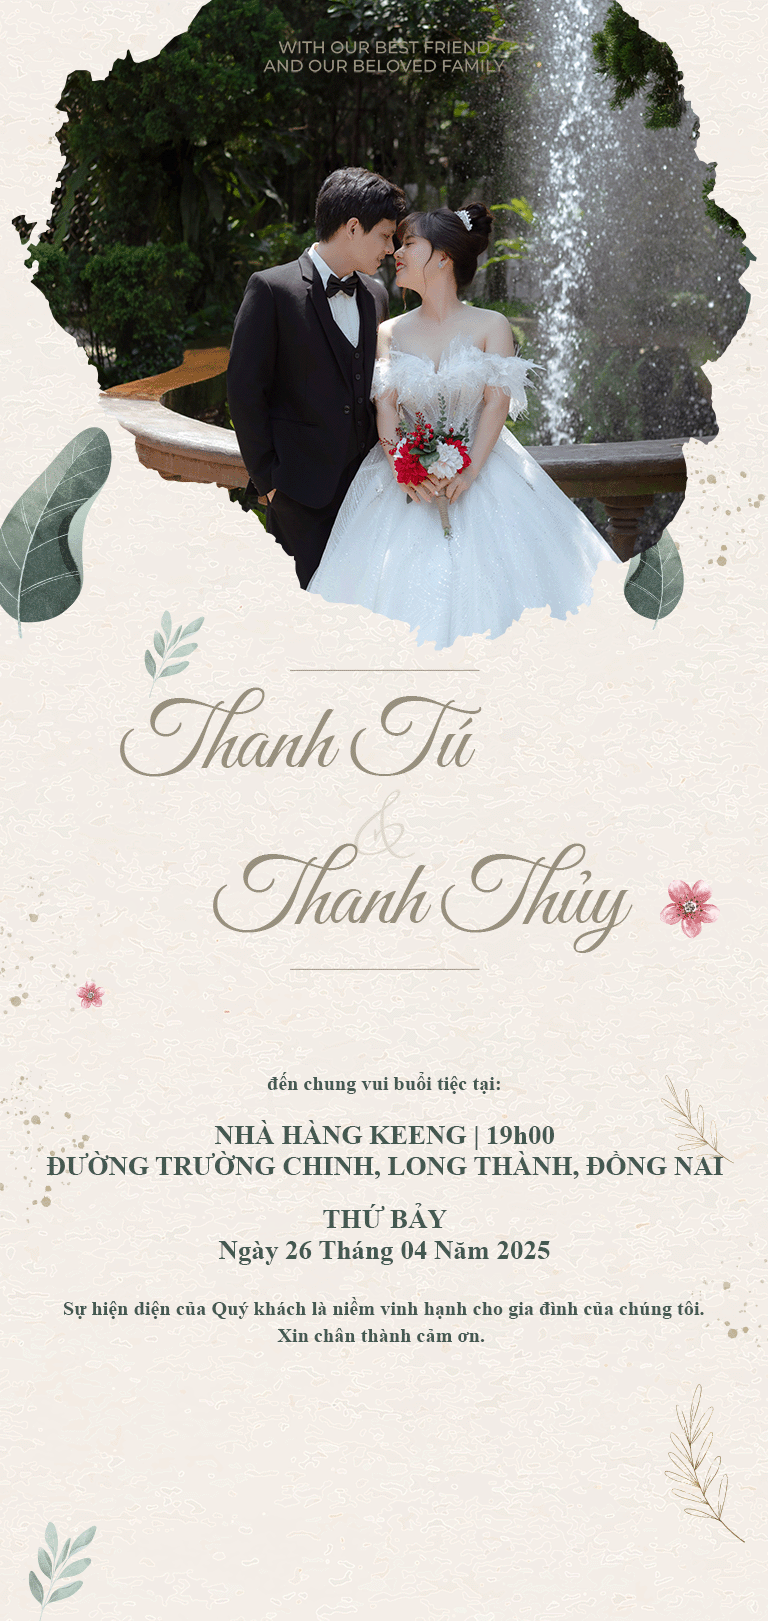 WITH OUR BEST FRIEND
AND OUR BELOVED FAMILY
Thanh Tú
&
Thanh Thủy
đến chung vui buổi tiệc tại:
NHÀ HÀNG KEENG | 19h00
ĐƯỜNG TRƯỜNG CHINH, LONG THÀNH, ĐỒNG NAI
THỨ BẢY
Ngày 26 Tháng 04 Năm 2025
Sự hiện diện của Quý khách là niềm vinh hạnh cho gia đình của chúng tôi.
Xin chân thành cảm ơn.